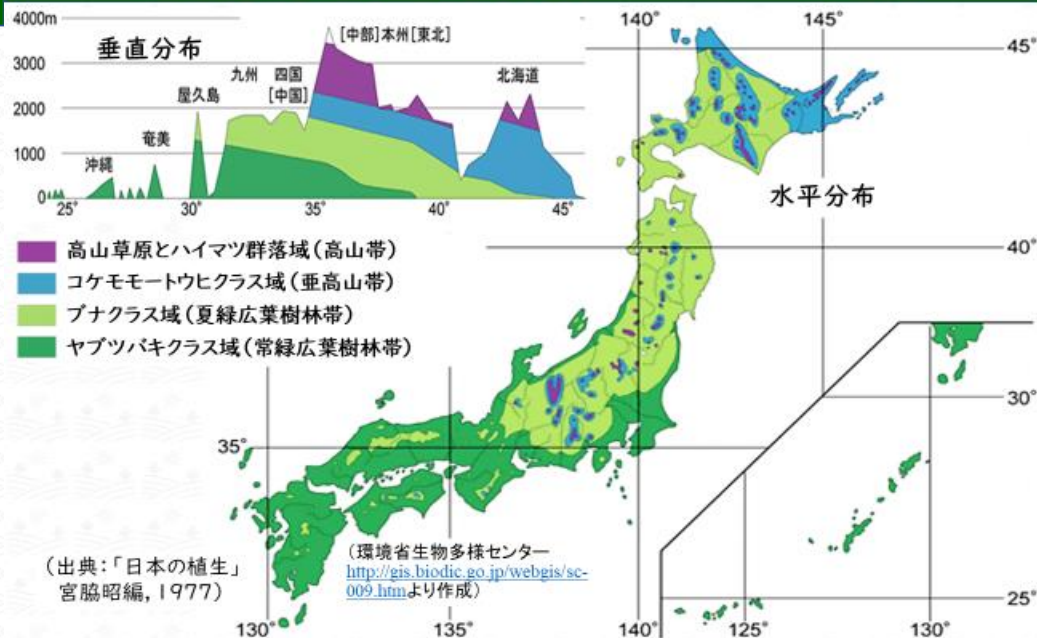 4000m
3000
2000
1000
0
垂直分布
[中部]本州[東北]
九州 四国
[中国]
屋久島
奄美
沖縄
北海道
25°
30°
35°
40°
45°
高山草原とハイマツ群落域(高山帯)
コケモモートウヒクラス域(亜高山帯)
ブナクラス域(夏緑広葉樹林帯)
ヤブツバキクラス域(常緑広葉樹林帯)
140°
145°
45°
水平分布
40°
30°
35°
25°
(出典:「日本の植生」
宮脇昭編, 1977)
(環境省生物多様センター
http://gis.biodic.go.jp/webgis/sc-
009.htmより作成)
130°
135°
140°
125°
130°